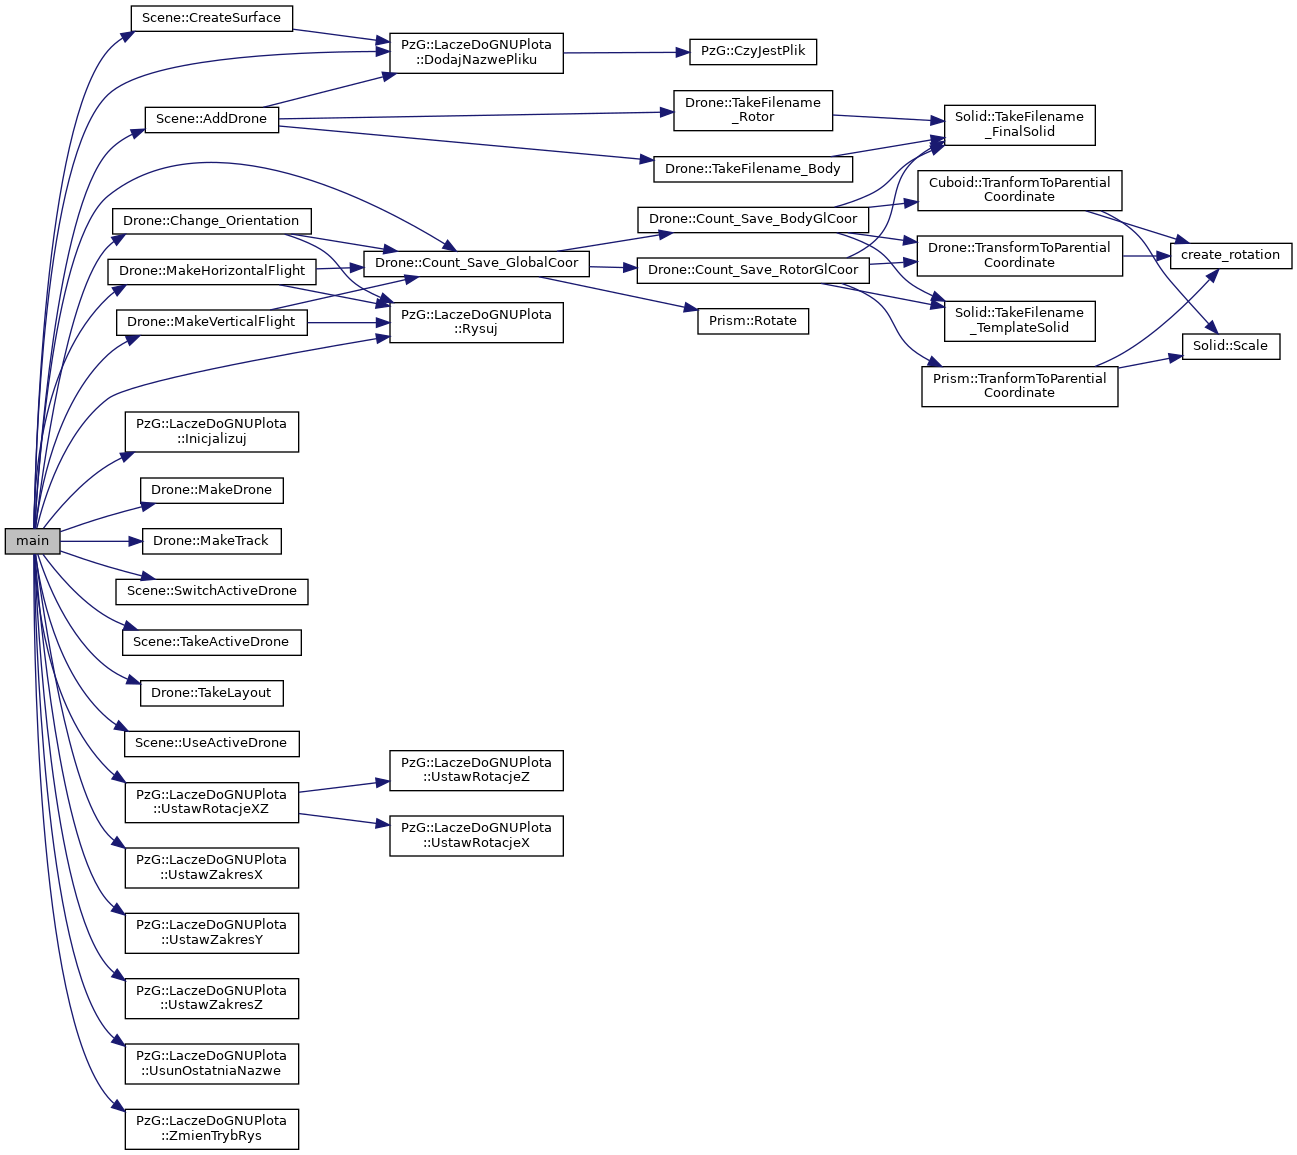 main
Scene::CreateSurface
PzG::LaczeDoGNUPlota
::DodajNazwePliku
PzG::CzyJestPlik
Scene::AddDrone
Drone::TakeFilename
_Rotor
Drone::TakeFilename_Body
Solid::TakeFilename
_FinalSolid
Drone::Change_Orientation
Drone::MakeHorizontalFlight
Drone::MakeVerticalFlight
Drone::Count_Save_GlobalCoor
PzG::LaczeDoGNUPlota
::Rysuj
Drone::Count_Save_BodyGlCoor
Drone::Count_Save_RotorGlCoor
Prism::Rotate
Cuboid::TranformToParential
Coordinate
Drone::TransformToParential
Coordinate
Solid::TakeFilename
_TemplateSolid
Prism::TranformToParential
Coordinate
create_rotation
Solid::Scale
PzG::LaczeDoGNUPlota
::Inicjalizuj
Drone::MakeDrone
Drone::MakeTrack
Scene::SwitchActiveDrone
Scene::TakeActiveDrone
Drone::TakeLayout
Scene::UseActiveDrone
PzG::LaczeDoGNUPlota
::UstawRotacjeXZ
PzG::LaczeDoGNUPlota
::UstawRotacjeZ
PzG::LaczeDoGNUPlota
::UstawRotacjeX
PzG::LaczeDoGNUPlota
::UstawZakresX
PzG::LaczeDoGNUPlota
::UstawZakresY
PzG::LaczeDoGNUPlota
::UstawZakresZ
PzG::LaczeDoGNUPlota
::UsunOstatniaNazwe
PzG::LaczeDoGNUPlota
::ZmienTrybRys